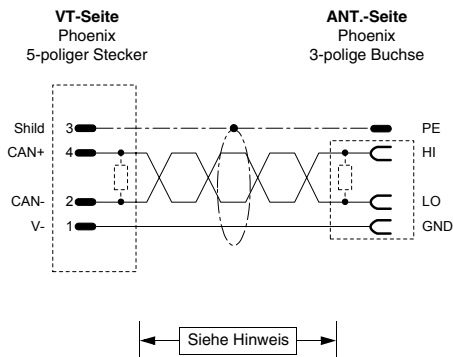 VT-Seite
Phoenix
5-poliger Stecker
ANT.-Seite
Phoenix
3-polige Buchse
Shild 3 PE
CAN+ 4 HI
CAN- 2 LO
V- 1 GND
Siehe Hinweis